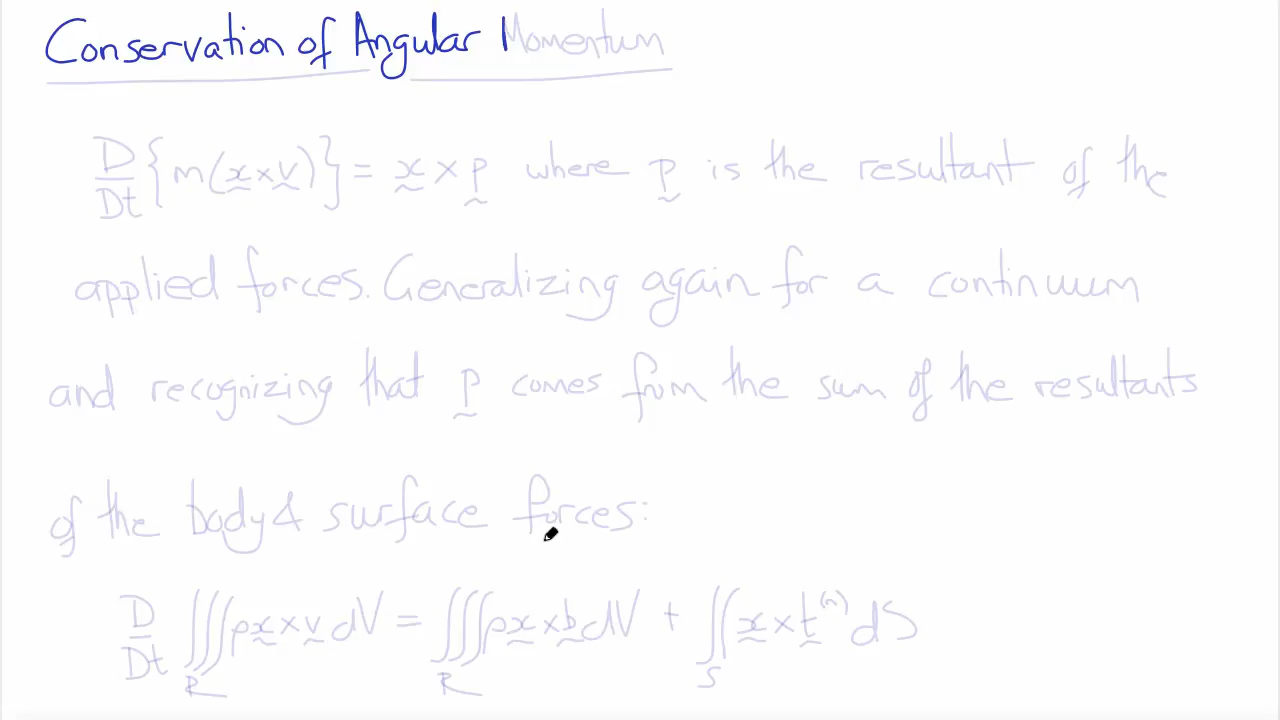 Conservation of Angular Momentum
D/Dt {m(x×v)} = x × p where p is the resultant of the
applied forces. Generalizing again for a continuum
and recognizing that p comes from the sum of the resultants
of the body & surface forces:
D/Dt ∭_R ρx×v dV = ∭_R ρx×b dV + ∬_S x×t^(n) dS